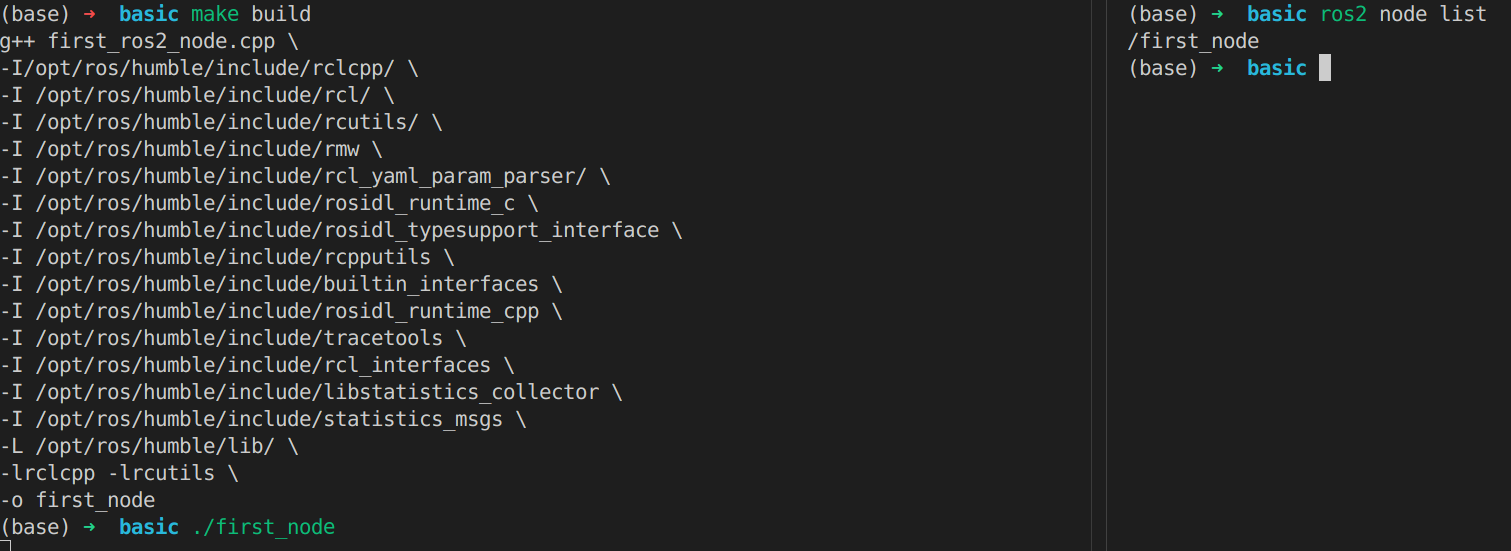 (base) → basic make build
g++ first_ros2_node.cpp \
-I/opt/ros/humble/include/rclcpp/ \
-I /opt/ros/humble/include/rcl/ \
-I /opt/ros/humble/include/rcutils/ \
-I /opt/ros/humble/include/rmw \
-I /opt/ros/humble/include/rcl_yaml_param_parser/ \
-I /opt/ros/humble/include/rosidl_runtime_c \
-I /opt/ros/humble/include/rosidl_typesupport_interface \
-I /opt/ros/humble/include/rcpputils \
-I /opt/ros/humble/include/builtin_interfaces \
-I /opt/ros/humble/include/rosidl_runtime_cpp \
-I /opt/ros/humble/include/tracetools \
-I /opt/ros/humble/include/rcl_interfaces \
-I /opt/ros/humble/include/libstatistics_collector \
-I /opt/ros/humble/include/statistics_msgs \
-L /opt/ros/humble/lib/ \
-lrclcpp -lrcutils \
-o first_node
(base) → basic ./first_node
(base) → basic ros2 node list
/first_node
(base) → basic